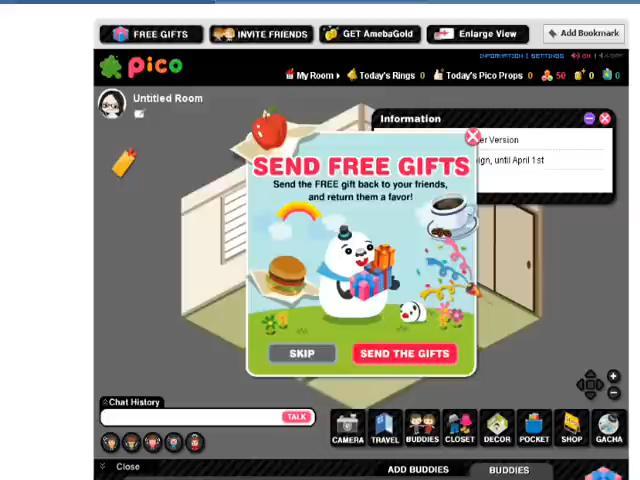 FREE GIFTS
INVITE FRIENDS
GET AmebaGold
Enlarge View
Add Bookmark
INFORMATION | SETTINGS
pico
My Room
Today's Rings 0
Today's Pico Props 0
50
0
0
Untitled Room
Information
er Version
ign, until April 1st
SEND FREE GIFTS
Send the FREE gift back to your friends,
and return them a favor!
SKIP
SEND THE GIFTS
Chat History
TALK
CAMERA
TRAVEL
BUDDIES
CLOSET
DECOR
POCKET
SHOP
GACHA
Close
ADD BUDDIES
BUDDIES